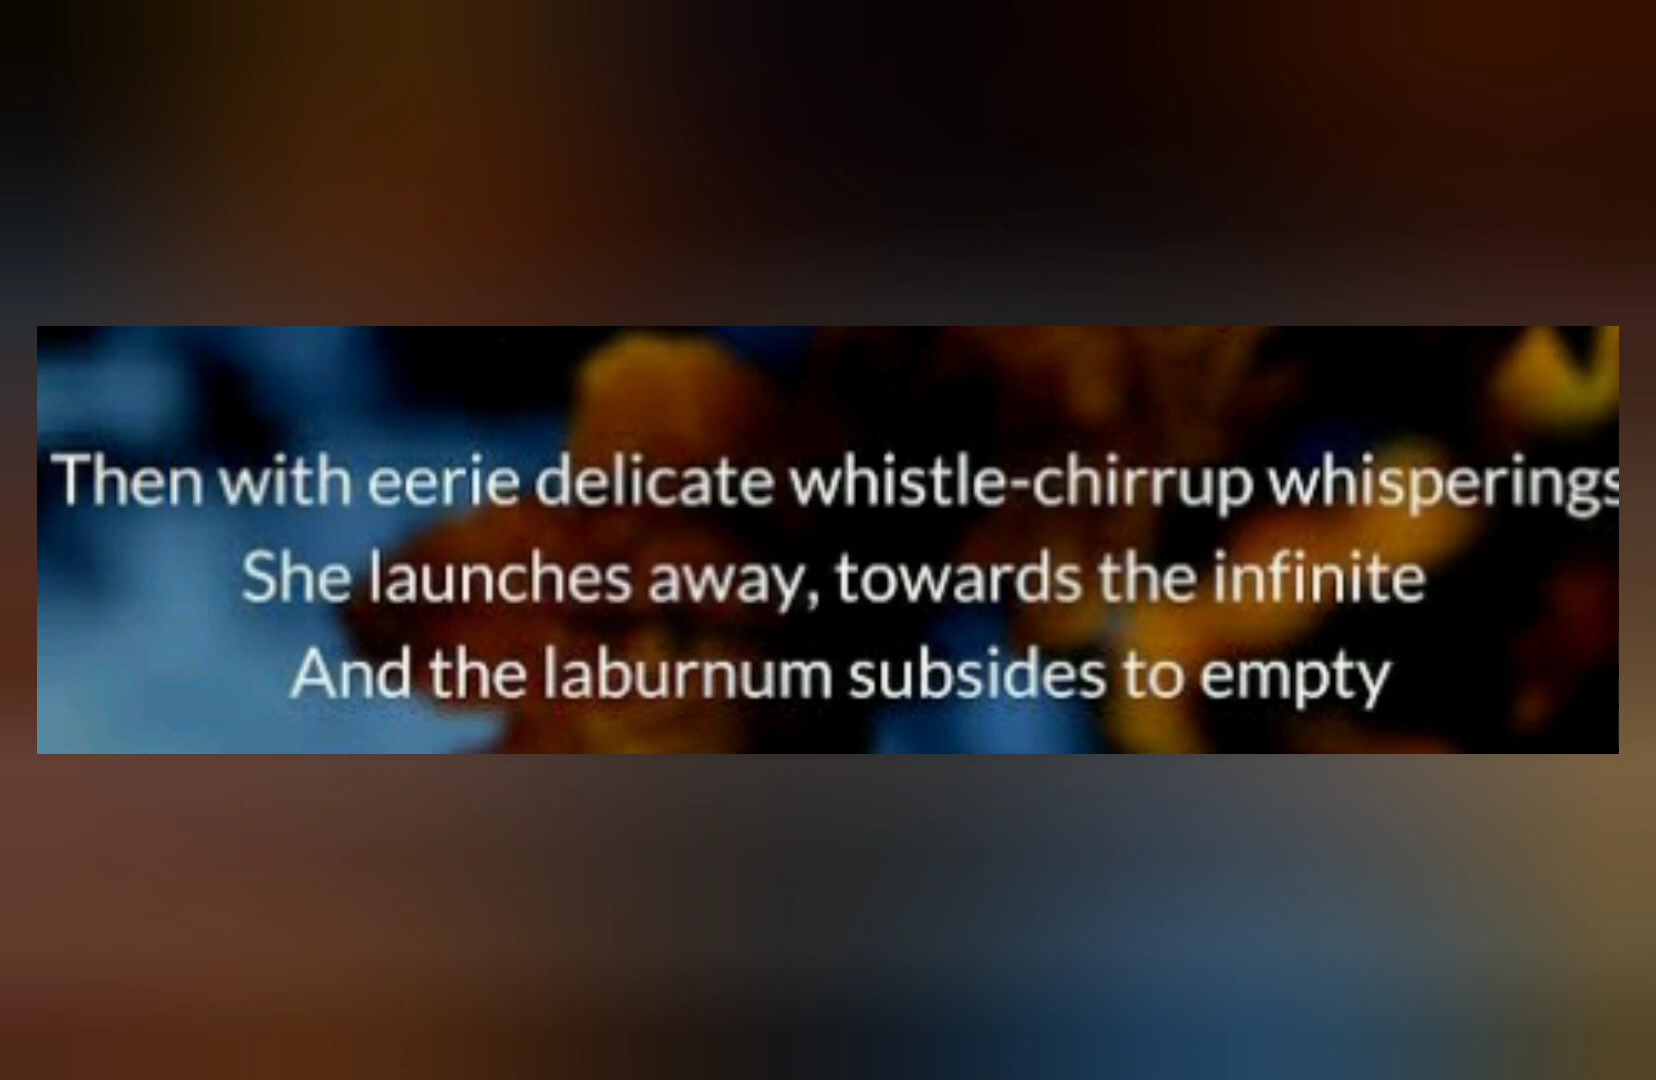 Then with eerie delicate whistle-chirrup whisperings
She launches away, towards the infinite
And the laburnum subsides to empty